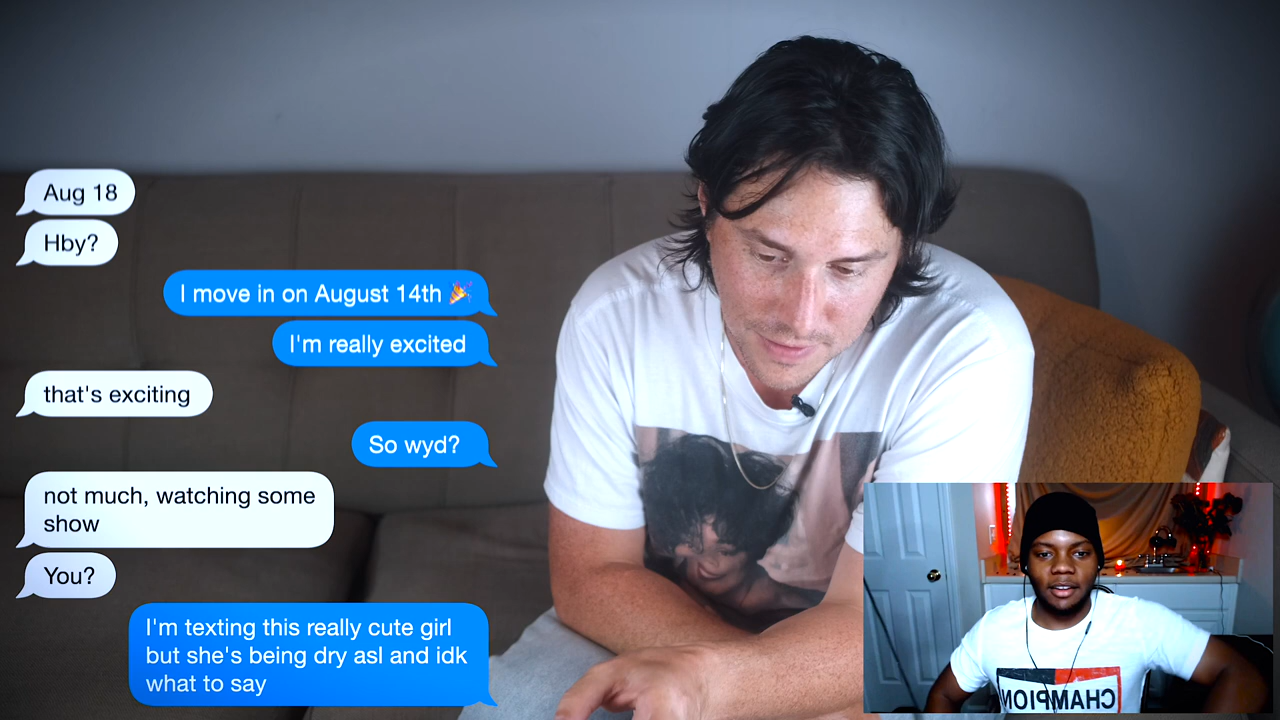 Aug 18
Hby?
I move in on August 14th 🎉
I'm really excited
that's exciting
So wyd?
not much, watching some
show
You?
I'm texting this really cute girl
but she's being dry asl and idk
what to say
CHAMPION